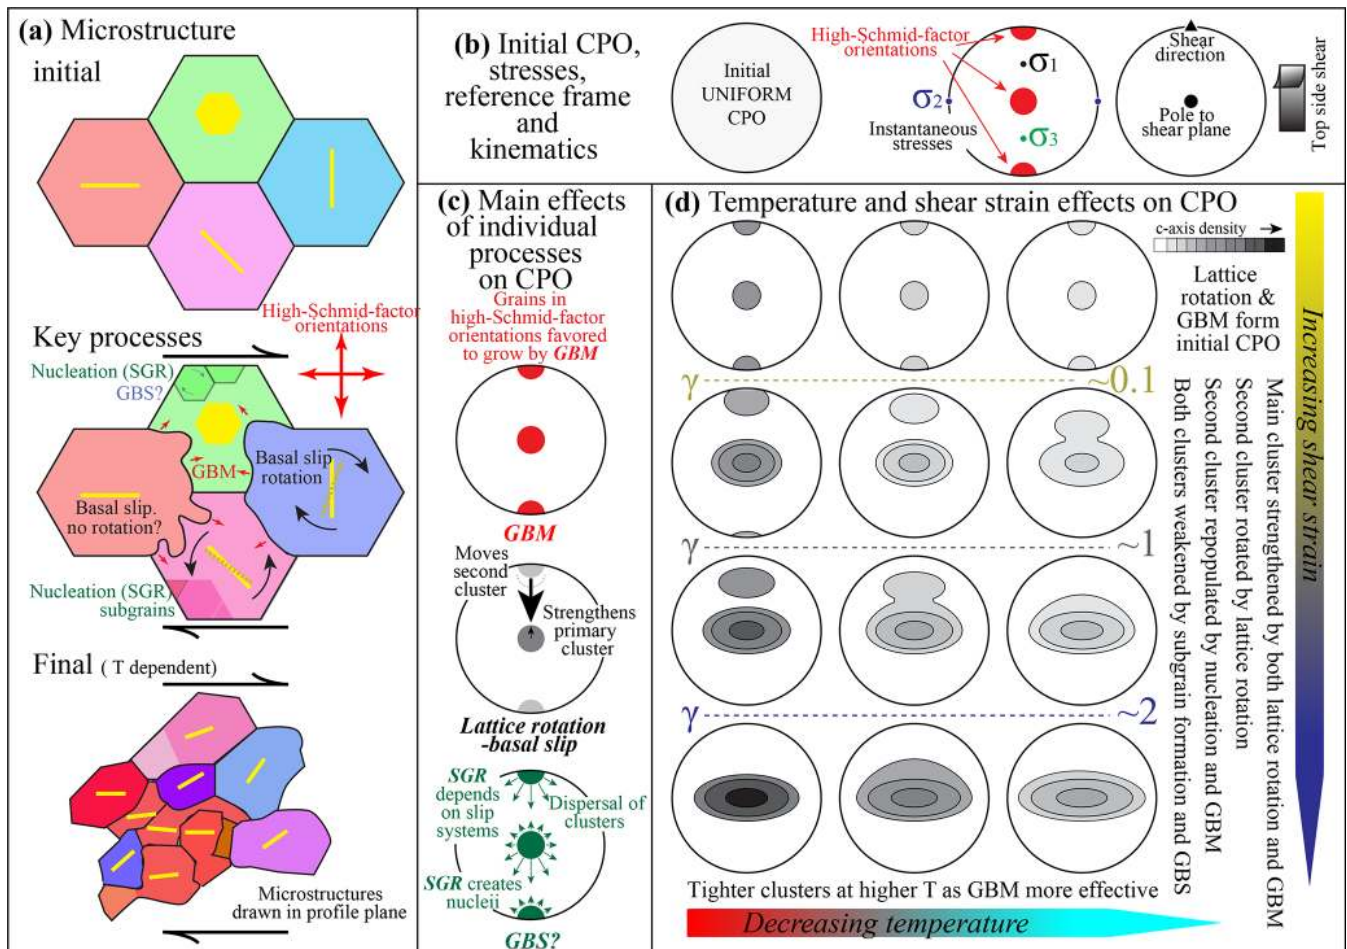 (a) Microstructure
initial
Key processes
High-Schmid-factor
orientations
Nucleation (SGR)
GBS?
GBM
Basal slip
rotation
Basal slip.
no rotation?
Nucleation (SGR)
subgrains
Final ( T dependent)
Microstructures
drawn in profile plane
(b) Initial CPO,
stresses,
reference frame
and
kinematics
Initial
UNIFORM
CPO
High-Schmid-factor
orientations
σ1
σ2
σ3
Instantaneous
stresses
Shear
direction
Pole to
shear plane
Top side shear
(c) Main effects
of individual
processes
on CPO
Grains in
high-Schmid-factor
orientations favored
to grow by GBM
GBM
Moves
second
cluster
Strengthens
primary
cluster
Lattice rotation
-basal slip
SGR
depends
on slip
systems
Dispersal of
clusters
SGR creates
nucleii
GBS?
(d) Temperature and shear strain effects on CPO
c-axis density
Lattice
rotation &
GBM form
initial CPO
γ ~0.1
γ ~1
γ ~2
Main cluster strengthened by both lattice rotation and GBM
Second cluster rotated by lattice rotation
Second cluster repopulated by nucleation and GBM
Both clusters weakened by subgrain formation and GBS
Increasing shear strain
Tighter clusters at higher T as GBM more effective
Decreasing temperature